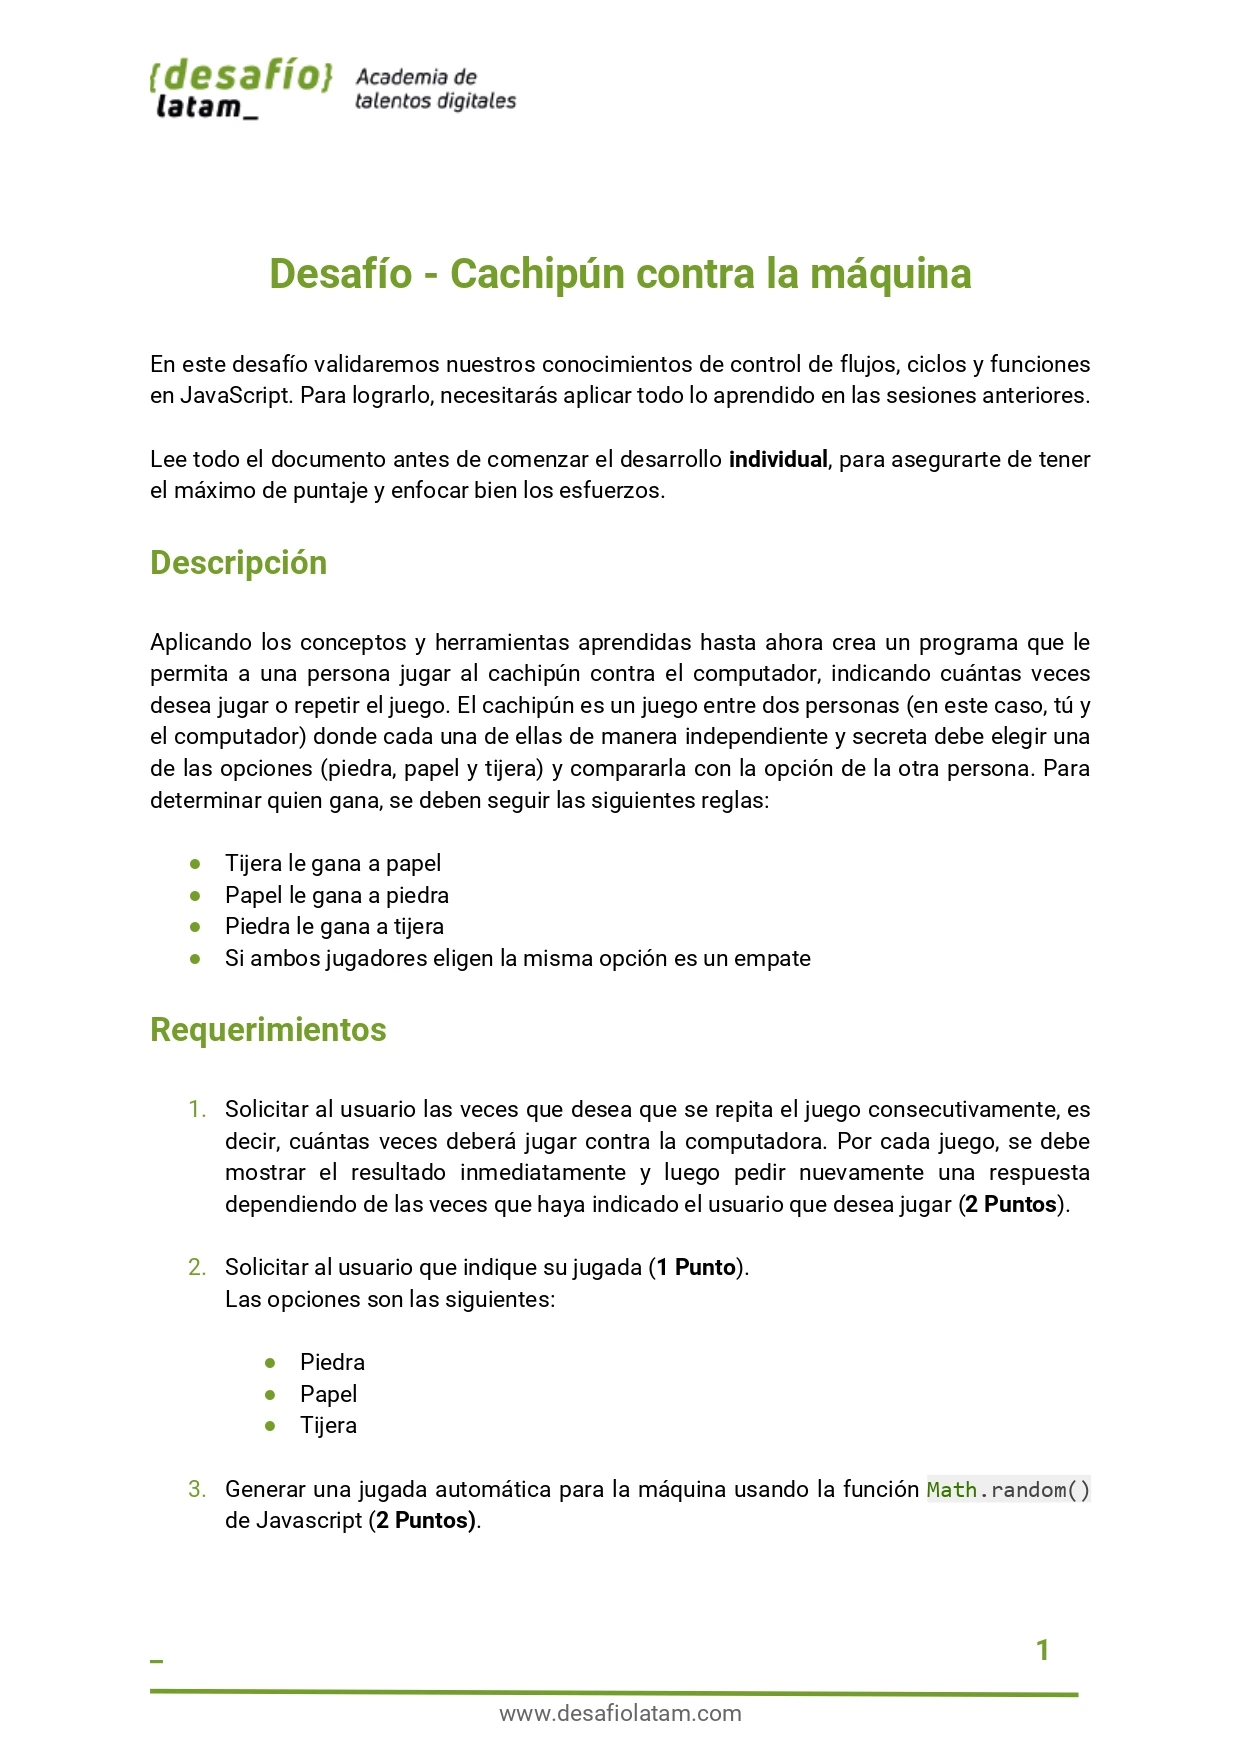 {desafío}
latam_
Academia de
talentos digitales
Desafío - Cachipún contra la máquina
En este desafío validaremos nuestros conocimientos de control de flujos, ciclos y funciones
en JavaScript. Para lograrlo, necesitarás aplicar todo lo aprendido en las sesiones anteriores.
Lee todo el documento antes de comenzar el desarrollo individual, para asegurarte de tener
el máximo de puntaje y enfocar bien los esfuerzos.
Descripción
Aplicando los conceptos y herramientas aprendidas hasta ahora crea un programa que le
permita a una persona jugar al cachipún contra el computador, indicando cuántas veces
desea jugar o repetir el juego. El cachipún es un juego entre dos personas (en este caso, tú y
el computador) donde cada una de ellas de manera independiente y secreta debe elegir una
de las opciones (piedra, papel y tijera) y compararla con la opción de la otra persona. Para
determinar quien gana, se deben seguir las siguientes reglas:
● Tijera le gana a papel
● Papel le gana a piedra
● Piedra le gana a tijera
● Si ambos jugadores eligen la misma opción es un empate
Requerimientos
1. Solicitar al usuario las veces que desea que se repita el juego consecutivamente, es
decir, cuántas veces deberá jugar contra la computadora. Por cada juego, se debe
mostrar el resultado inmediatamente y luego pedir nuevamente una respuesta
dependiendo de las veces que haya indicado el usuario que desea jugar (2 Puntos).
2. Solicitar al usuario que indique su jugada (1 Punto).
Las opciones son las siguientes:
● Piedra
● Papel
● Tijera
3. Generar una jugada automática para la máquina usando la función Math.random()
de Javascript (2 Puntos).
_
1
www.desafiolatam.com